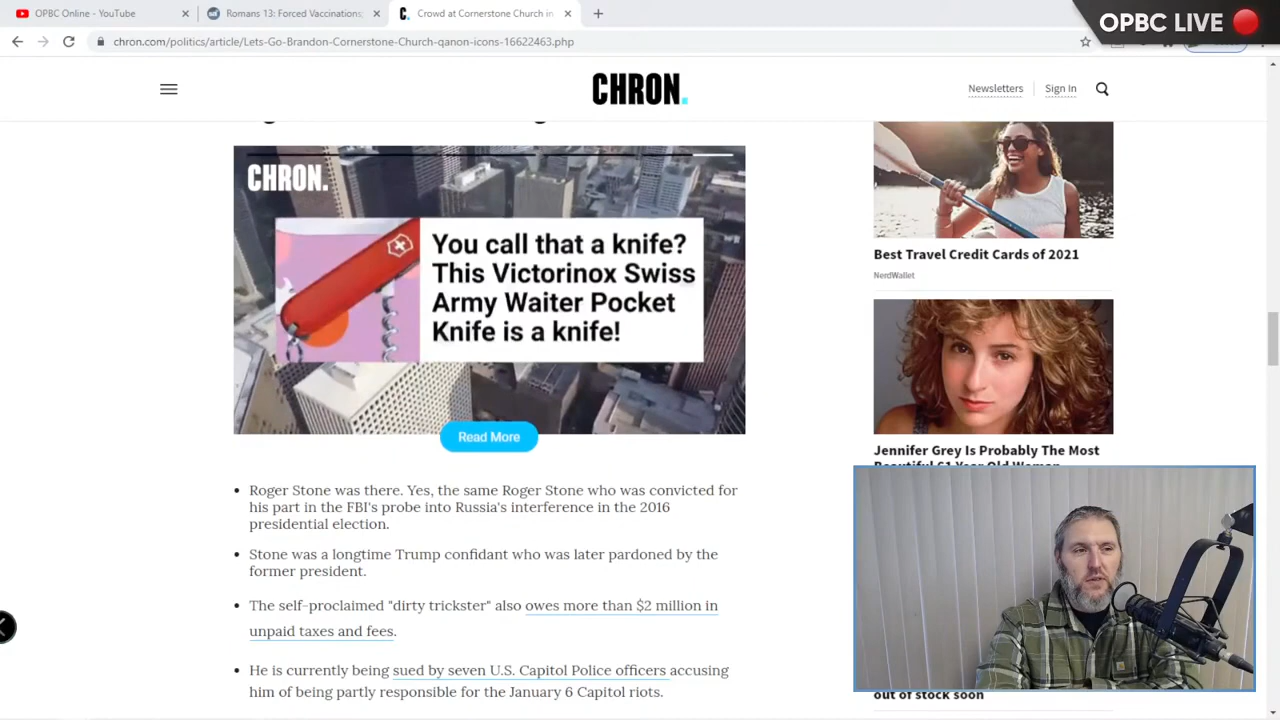 OPBC Online - YouTube
Romans 13: Forced Vaccinations;
Crowd at Cornerstone Church in
OPBC LIVE
chron.com/politics/article/Lets-Go-Brandon-Cornerstone-Church-qanon-icons-16622463.php
CHRON.
Newsletters
Sign In
CHRON.
You call that a knife?
This Victorinox Swiss
Army Waiter Pocket
Knife is a knife!
Read More
Best Travel Credit Cards of 2021
NerdWallet
Jennifer Grey Is Probably The Most
• Roger Stone was there. Yes, the same Roger Stone who was convicted for
his part in the FBI's probe into Russia's interference in the 2016
presidential election.
• Stone was a longtime Trump confidant who was later pardoned by the
former president.
• The self-proclaimed "dirty trickster" also owes more than $2 million in
unpaid taxes and fees.
• He is currently being sued by seven U.S. Capitol Police officers accusing
him of being partly responsible for the January 6 Capitol riots.
out of stock soon